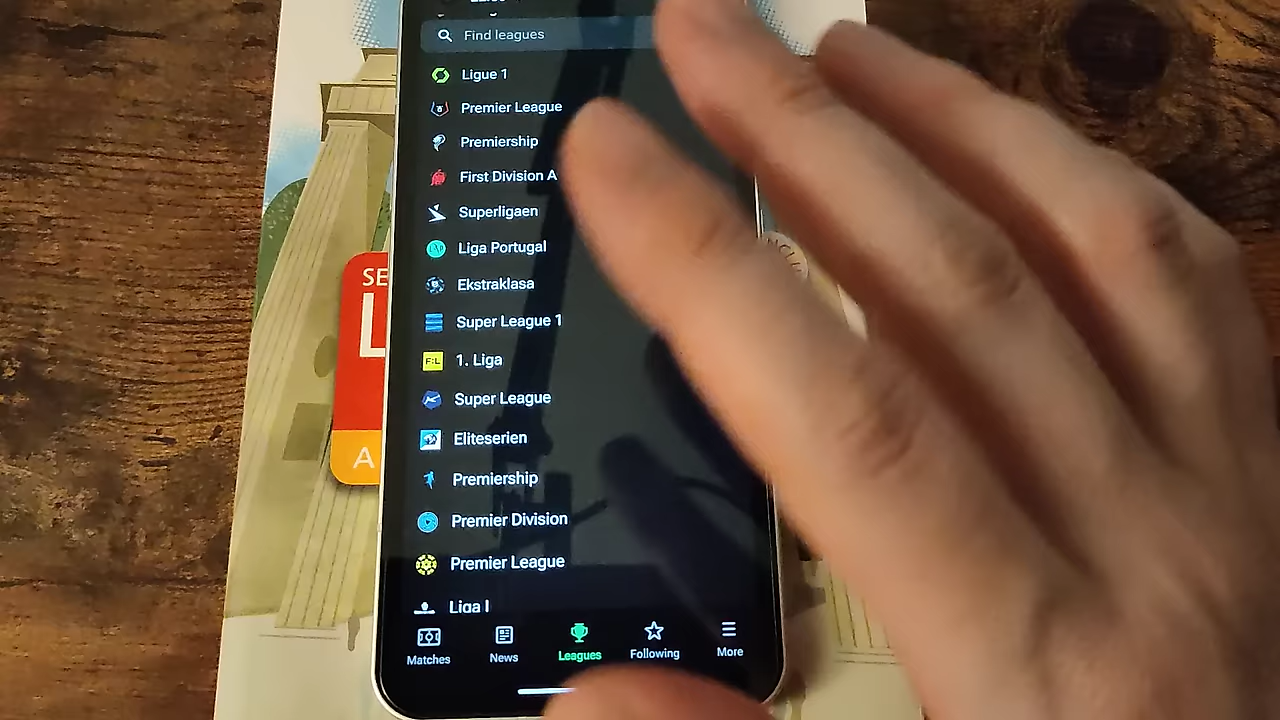 Find leagues
Ligue 1
Premier League
Premiership
First Division A
Superligaen
Liga Portugal
Ekstraklasa
Super League 1
F:L 1. Liga
Super League
Eliteserien
Premiership
Premier Division
Premier League
Liga I
Matches
News
Leagues
Following
More
SE
L
A